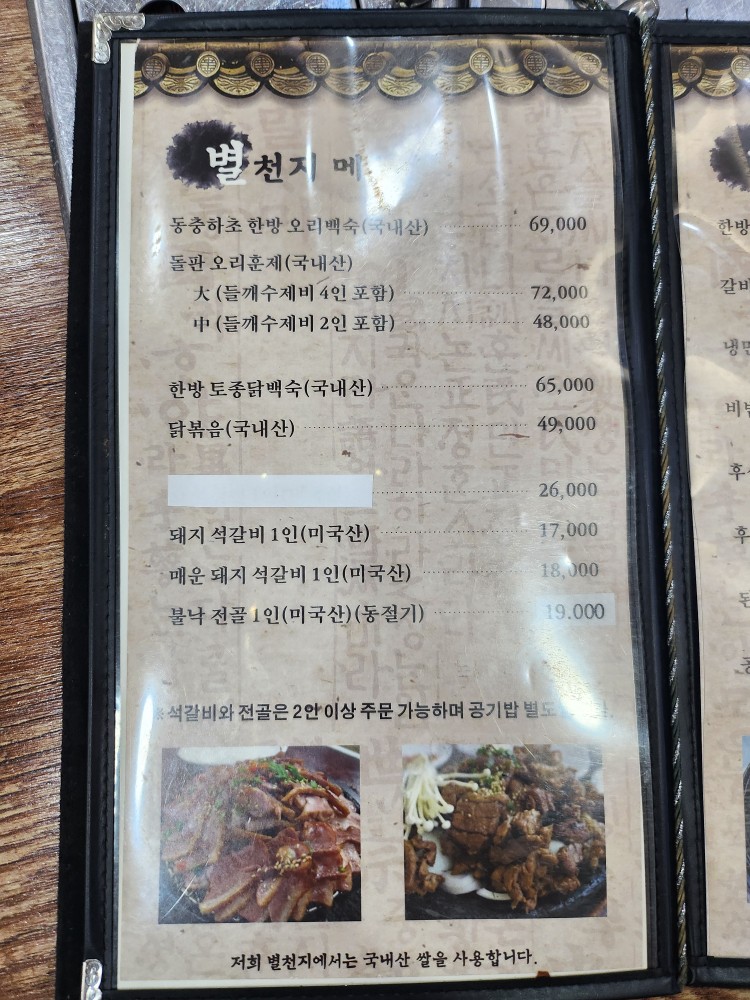 별천지 메
동충하초 한방 오리백숙(국내산) 69,000
돌판 오리훈제(국내산)
大 (들깨수제비 4인 포함) 72,000
中 (들깨수제비 2인 포함) 48,000
한방 토종닭백숙(국내산) 65,000
닭볶음(국내산) 49,000
26,000
돼지 석갈비 1인(미국산) 17,000
매운 돼지 석갈비 1인(미국산) 18,000
불낙 전골 1인(미국산)(동절기) 19.000
※석갈비와 전골은 2인 이상 주문 가능하며 공기밥 별도
저희 별천지에서는 국내산 쌀을 사용합니다.
한방
갈비
냉면
비빔